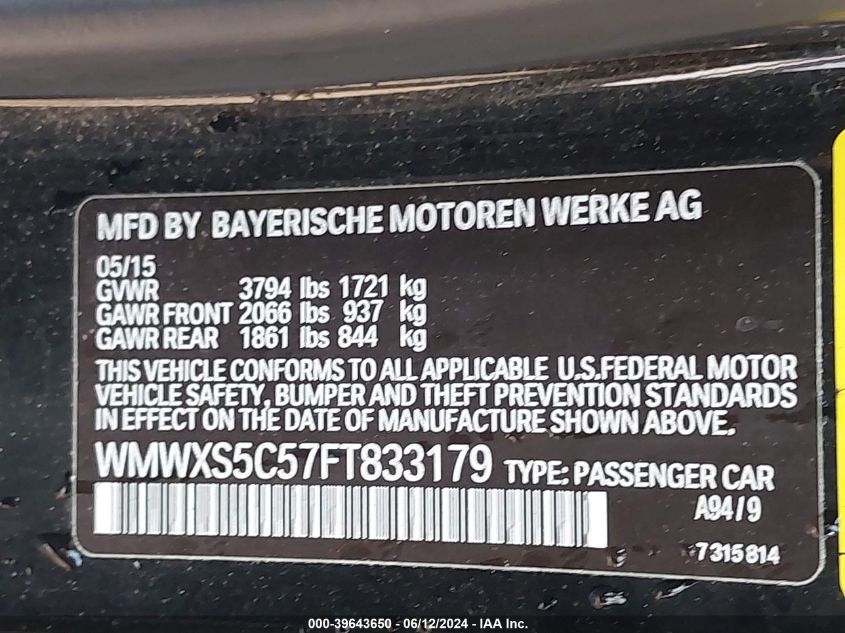 MFD BY BAYERISCHE MOTOREN WERKE AG
05/15
GVWR 3794 lbs 1721 kg
GAWR FRONT 2066 lbs 937 kg
GAWR REAR 1861 lbs 844 kg
THIS VEHICLE CONFORMS TO ALL APPLICABLE U.S.FEDERAL MOTOR
VEHICLE SAFETY, BUMPER AND THEFT PREVENTION STANDARDS
IN EFFECT ON THE DATE OF MANUFACTURE SHOWN ABOVE.
WMWXS5C57FT833179 TYPE: PASSENGER CAR
A94/9
7315814
000-39643650 - 06/12/2024 - IAA Inc.